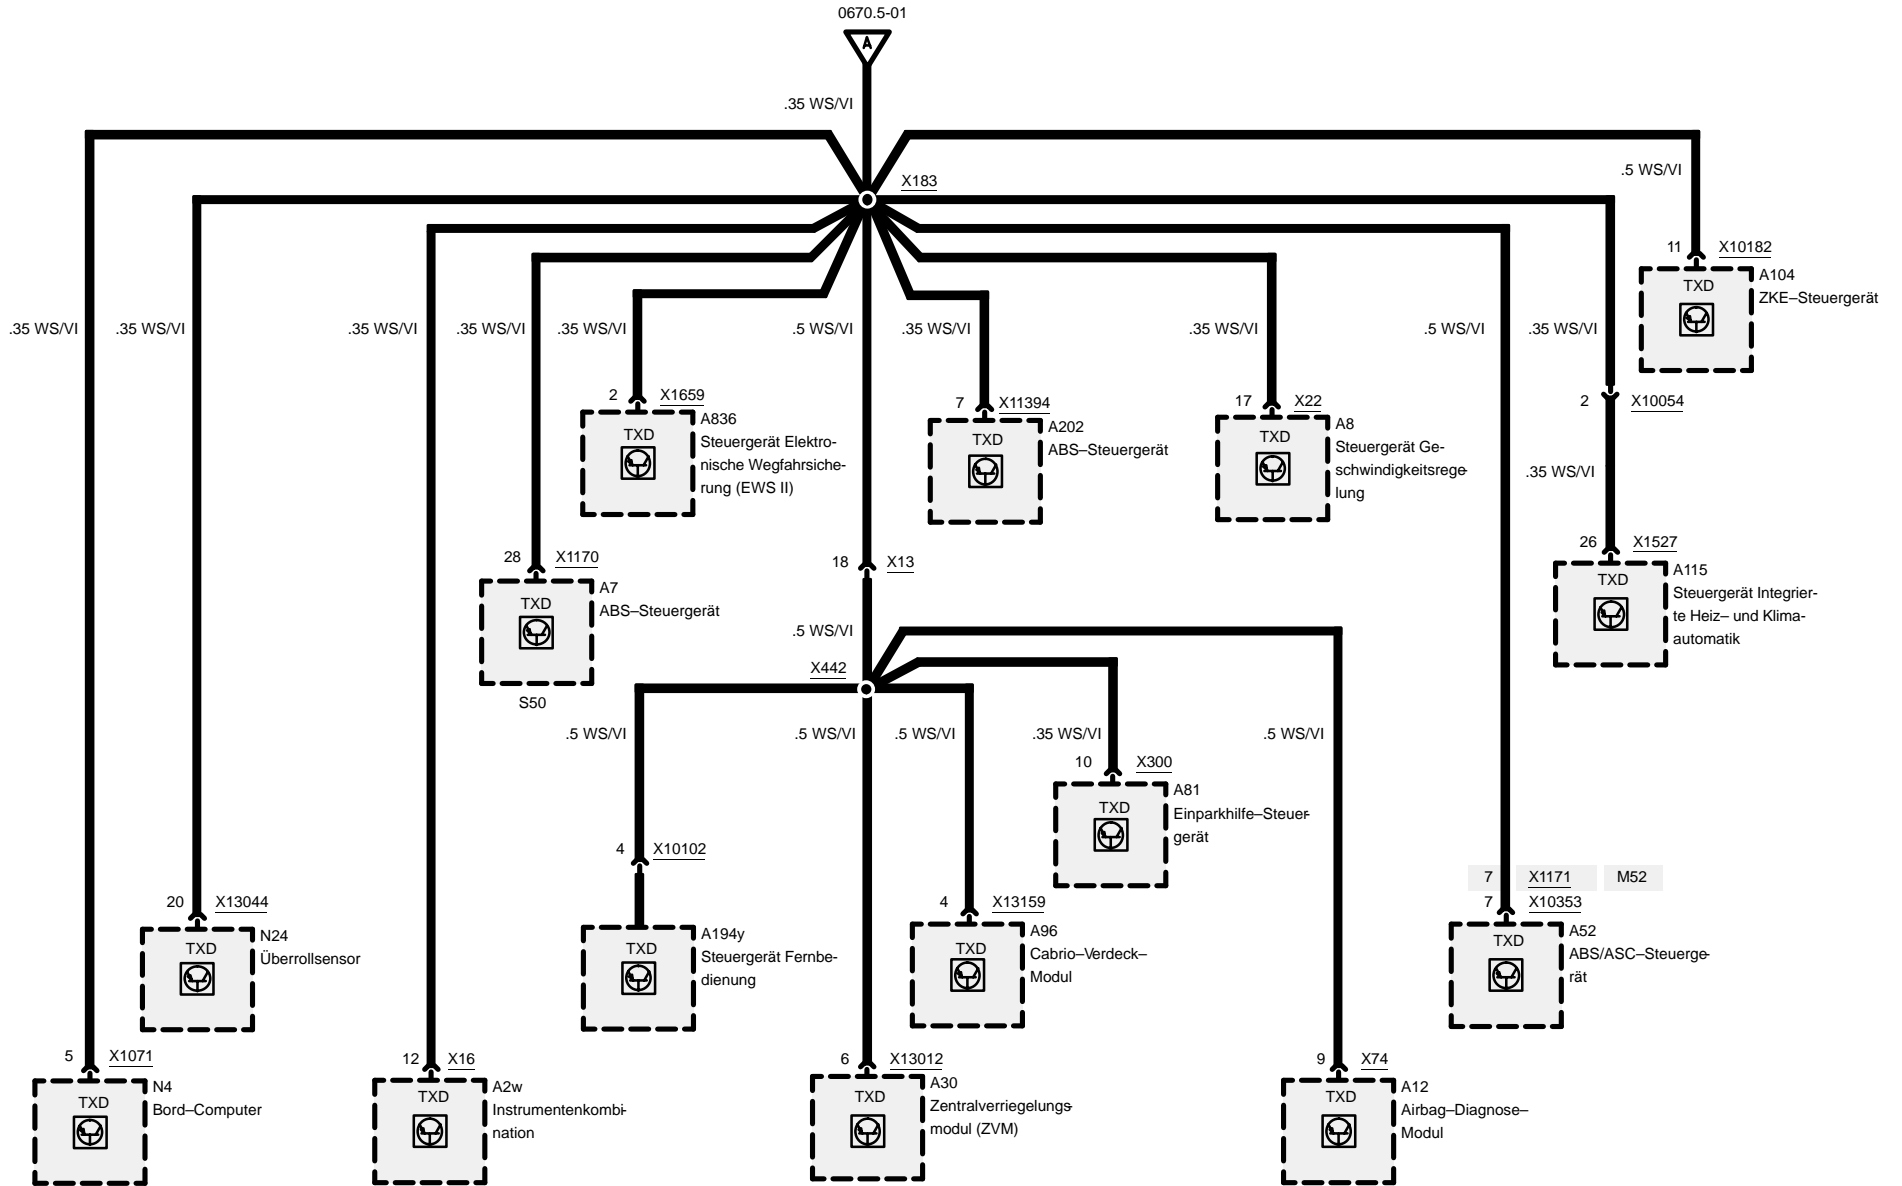 0670.5-01
A
.35 WS/VI
X183
.5 WS/VI
11 X10182
A104
TXD
ZKE–Steuergerät
.35 WS/VI
.35 WS/VI
.35 WS/VI
.35 WS/VI
.35 WS/VI
.5 WS/VI
.35 WS/VI
.35 WS/VI
.5 WS/VI
.35 WS/VI
2 X1659
A836
TXD
Steuergerät Elektro-
nische Wegfahrsiche-
rung (EWS II)
7 X11394
A202
TXD
ABS–Steuergerät
17 X22
A8
TXD
Steuergerät Ge-
schwindigkeitsrege-
lung
2 X10054
.35 WS/VI
26 X1527
A115
TXD
Steuergerät Integrier-
te Heiz– und Klima-
automatik
28 X1170
A7
TXD
ABS–Steuergerät
S50
18 X13
.5 WS/VI
X442
.5 WS/VI
.5 WS/VI
.5 WS/VI
.35 WS/VI
.5 WS/VI
10 X300
A81
TXD
Einparkhilfe–Steuer-
gerät
4 X10102
A194y
TXD
Steuergerät Fernbe-
dienung
4 X13159
A96
TXD
Cabrio–Verdeck–
Modul
7 X1171 M52
7 X10353
A52
TXD
ABS/ASC–Steuerge-
rät
20 X13044
N24
TXD
Überrollsensor
5 X1071
N4
TXD
Bord–Computer
12 X16
A2w
TXD
Instrumentenkombi-
nation
6 X13012
A30
TXD
Zentralverriegelungs-
modul (ZVM)
9 X74
A12
TXD
Airbag–Diagnose–
Modul